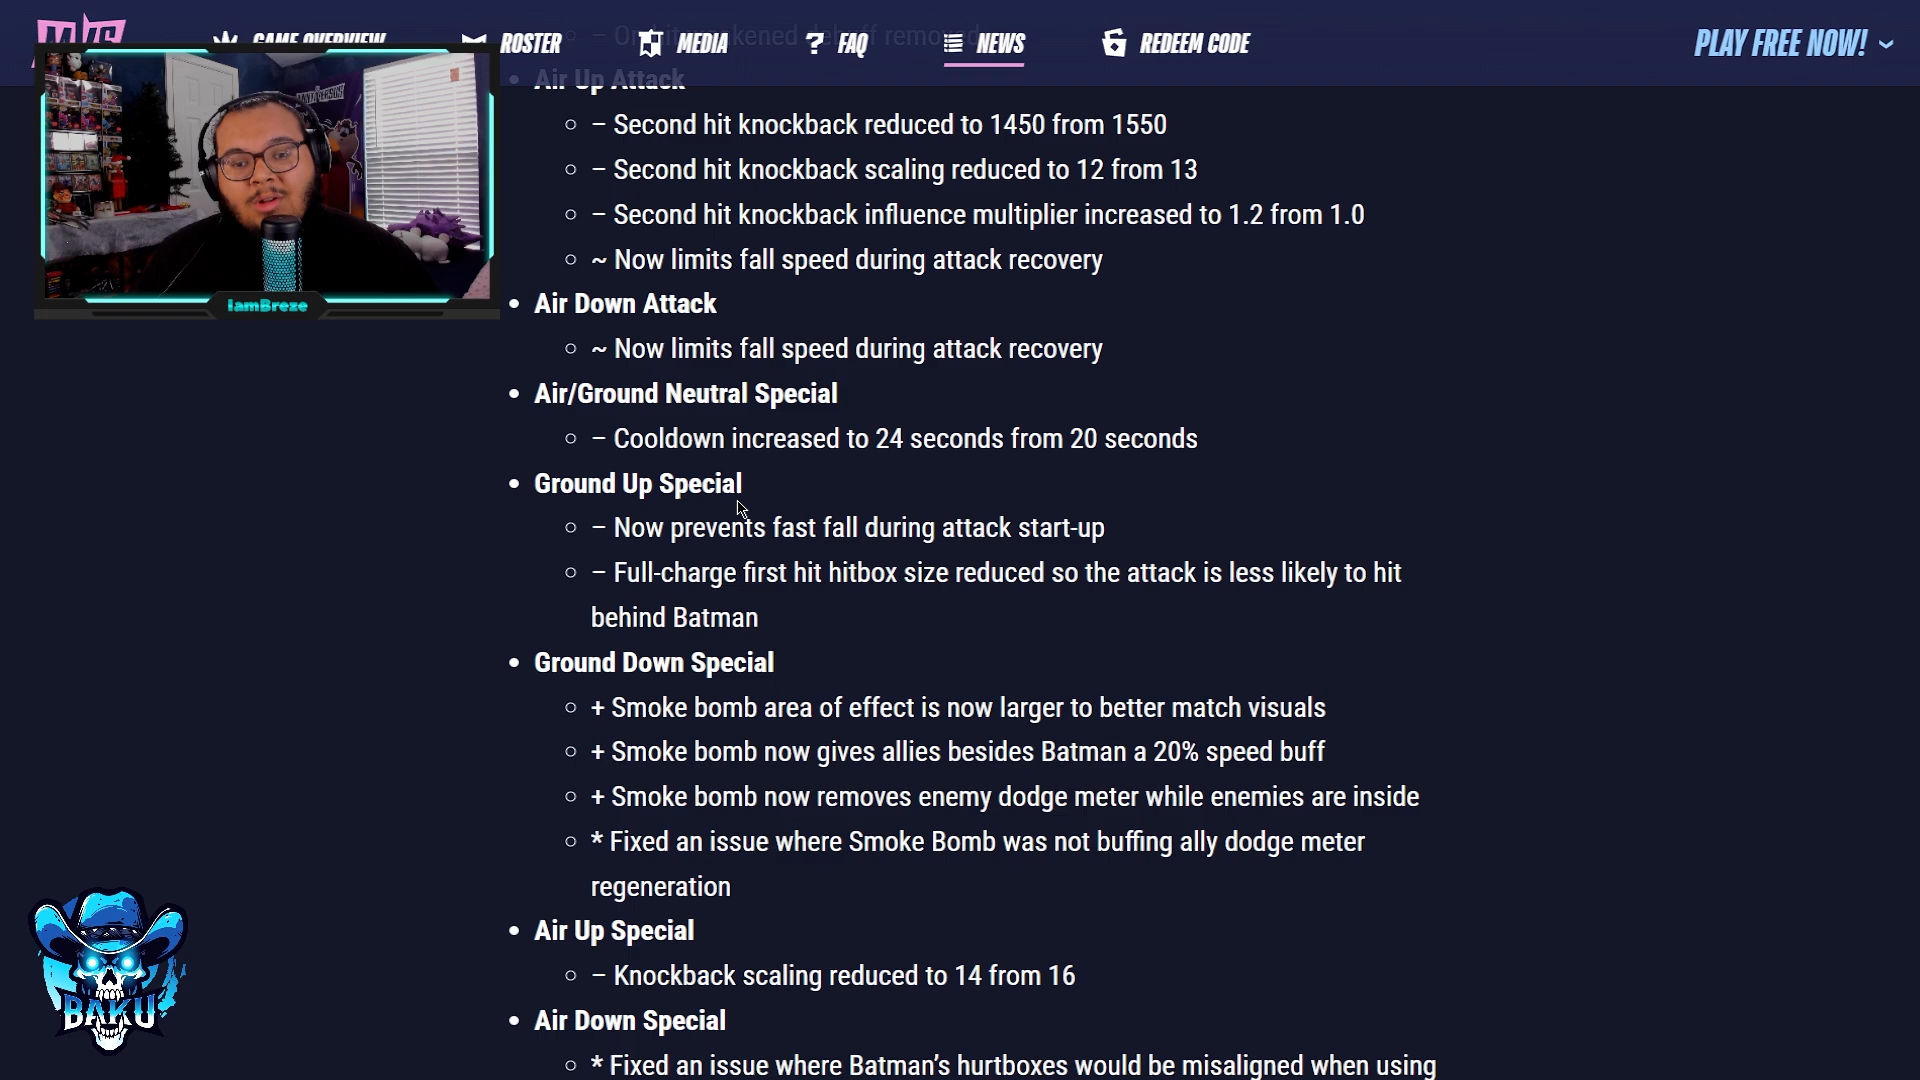 MVS
GAME OVERVIEW
ROSTER
MEDIA
? FAQ
NEWS
REDEEM CODE
PLAY FREE NOW!
Air Up Attack
– Second hit knockback reduced to 1450 from 1550
– Second hit knockback scaling reduced to 12 from 13
– Second hit knockback influence multiplier increased to 1.2 from 1.0
~ Now limits fall speed during attack recovery
IamBreze
Air Down Attack
~ Now limits fall speed during attack recovery
Air/Ground Neutral Special
– Cooldown increased to 24 seconds from 20 seconds
Ground Up Special
– Now prevents fast fall during attack start-up
– Full-charge first hit hitbox size reduced so the attack is less likely to hit
behind Batman
Ground Down Special
+ Smoke bomb area of effect is now larger to better match visuals
+ Smoke bomb now gives allies besides Batman a 20% speed buff
+ Smoke bomb now removes enemy dodge meter while enemies are inside
* Fixed an issue where Smoke Bomb was not buffing ally dodge meter
regeneration
Air Up Special
– Knockback scaling reduced to 14 from 16
Air Down Special
* Fixed an issue where Batman’s hurtboxes would be misaligned when using
BAKU